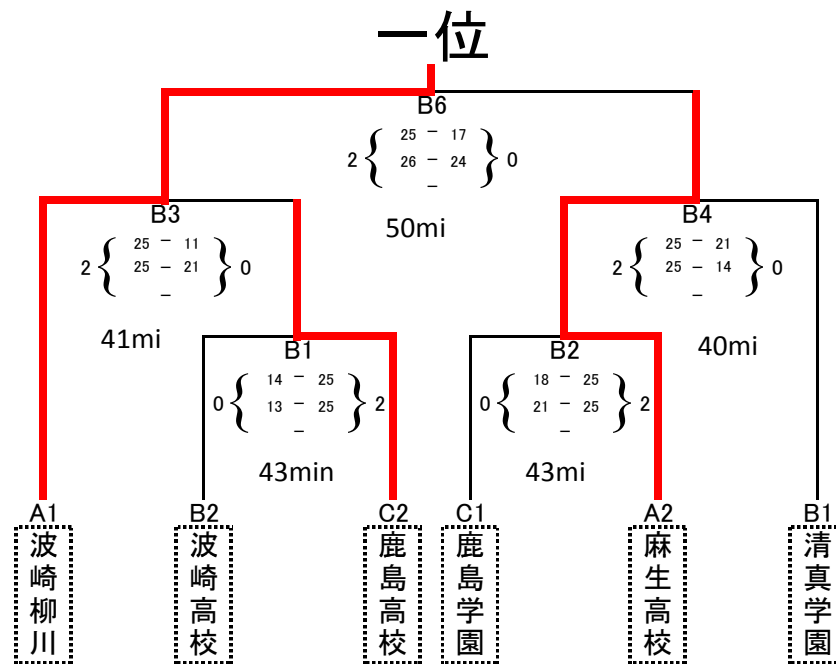 一位
B6
25 - 17
2 { 26 - 24 } 0
-
50mi
B3
25 - 11
2 { 25 - 21 } 0
-
41mi
B4
25 - 21
2 { 25 - 14 } 0
-
40mi
B1
14 - 25
0 { 13 - 25 } 2
-
43min
B2
18 - 25
0 { 21 - 25 } 2
-
43mi
A1
波崎柳川
B2
波崎高校
C2
鹿島高校
C1
鹿島学園
A2
麻生高校
B1
清真学園